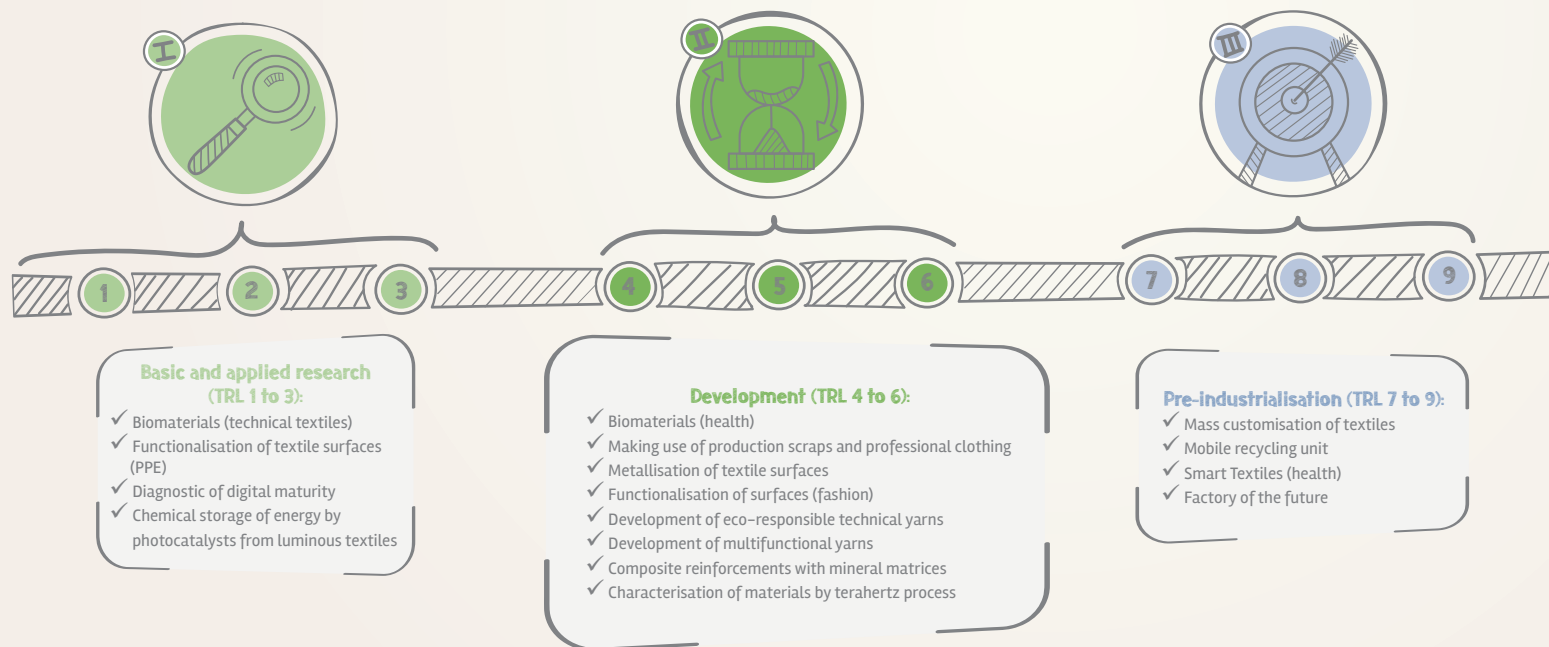 I
II
III
1
2
3
4
5
6
7
8
9
Basic and applied research
(TRL 1 to 3):
✓ Biomaterials (technical textiles)
✓ Functionalisation of textile surfaces
(PPE)
✓ Diagnostic of digital maturity
✓ Chemical storage of energy by
photocatalysts from luminous textiles
Development (TRL 4 to 6):
✓ Biomaterials (health)
✓ Making use of production scraps and professional clothing
✓ Metallisation of textile surfaces
✓ Functionalisation of surfaces (fashion)
✓ Development of eco-responsible technical yarns
✓ Development of multifunctional yarns
✓ Composite reinforcements with mineral matrices
✓ Characterisation of materials by terahertz process
Pre-industrialisation (TRL 7 to 9):
✓ Mass customisation of textiles
✓ Mobile recycling unit
✓ Smart Textiles (health)
✓ Factory of the future